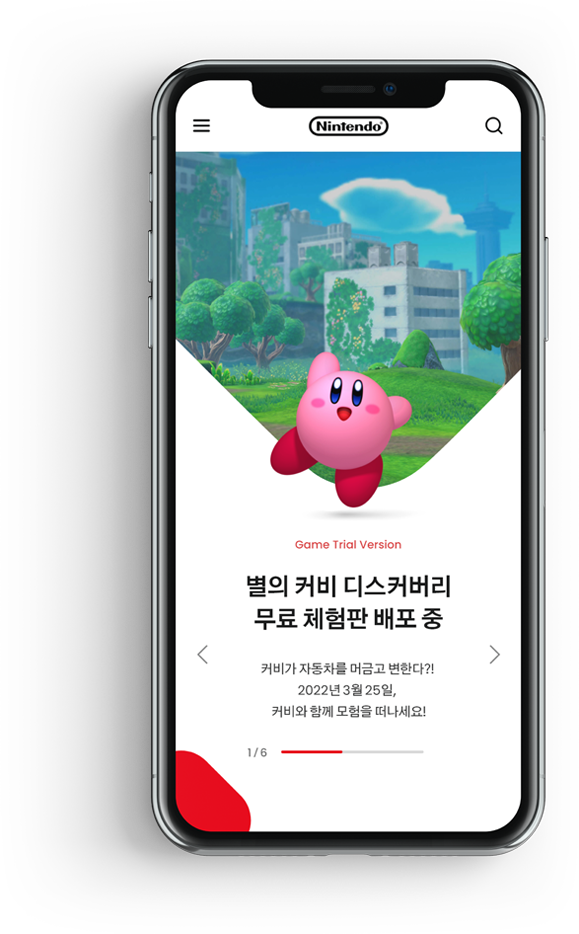 Nintendo
Game Trial Version
별의 커비 디스커버리
무료 체험판 배포 중
커비가 자동차를 머금고 변한다?!
2022년 3월 25일,
커비와 함께 모험을 떠나세요!
1 / 6